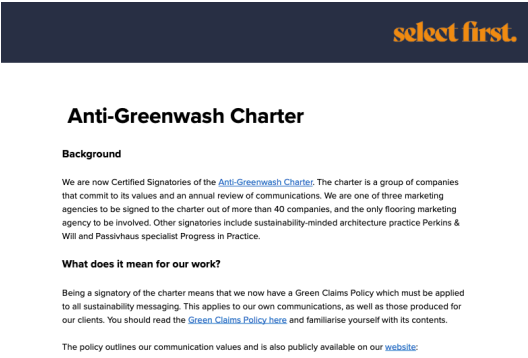 select first.
Anti-Greenwash Charter
Background
We are now Certified Signatories of the Anti-Greenwash Charter. The charter is a group of companies
that commit to its values and an annual review of communications. We are one of three marketing
agencies to be signed to the charter out of more than 40 companies, and the only flooring marketing
agency to be involved. Other signatories include sustainability-minded architecture practice Perkins &
Will and Passivhaus specialist Progress in Practice.
What does it mean for our work?
Being a signatory of the charter means that we now have a Green Claims Policy which must be applied
to all sustainability messaging. This applies to our own communications, as well as those produced for
our clients. You should read the Green Claims Policy here and familiarise yourself with its contents.
The policy outlines our communication values and is also publicly available on our website: